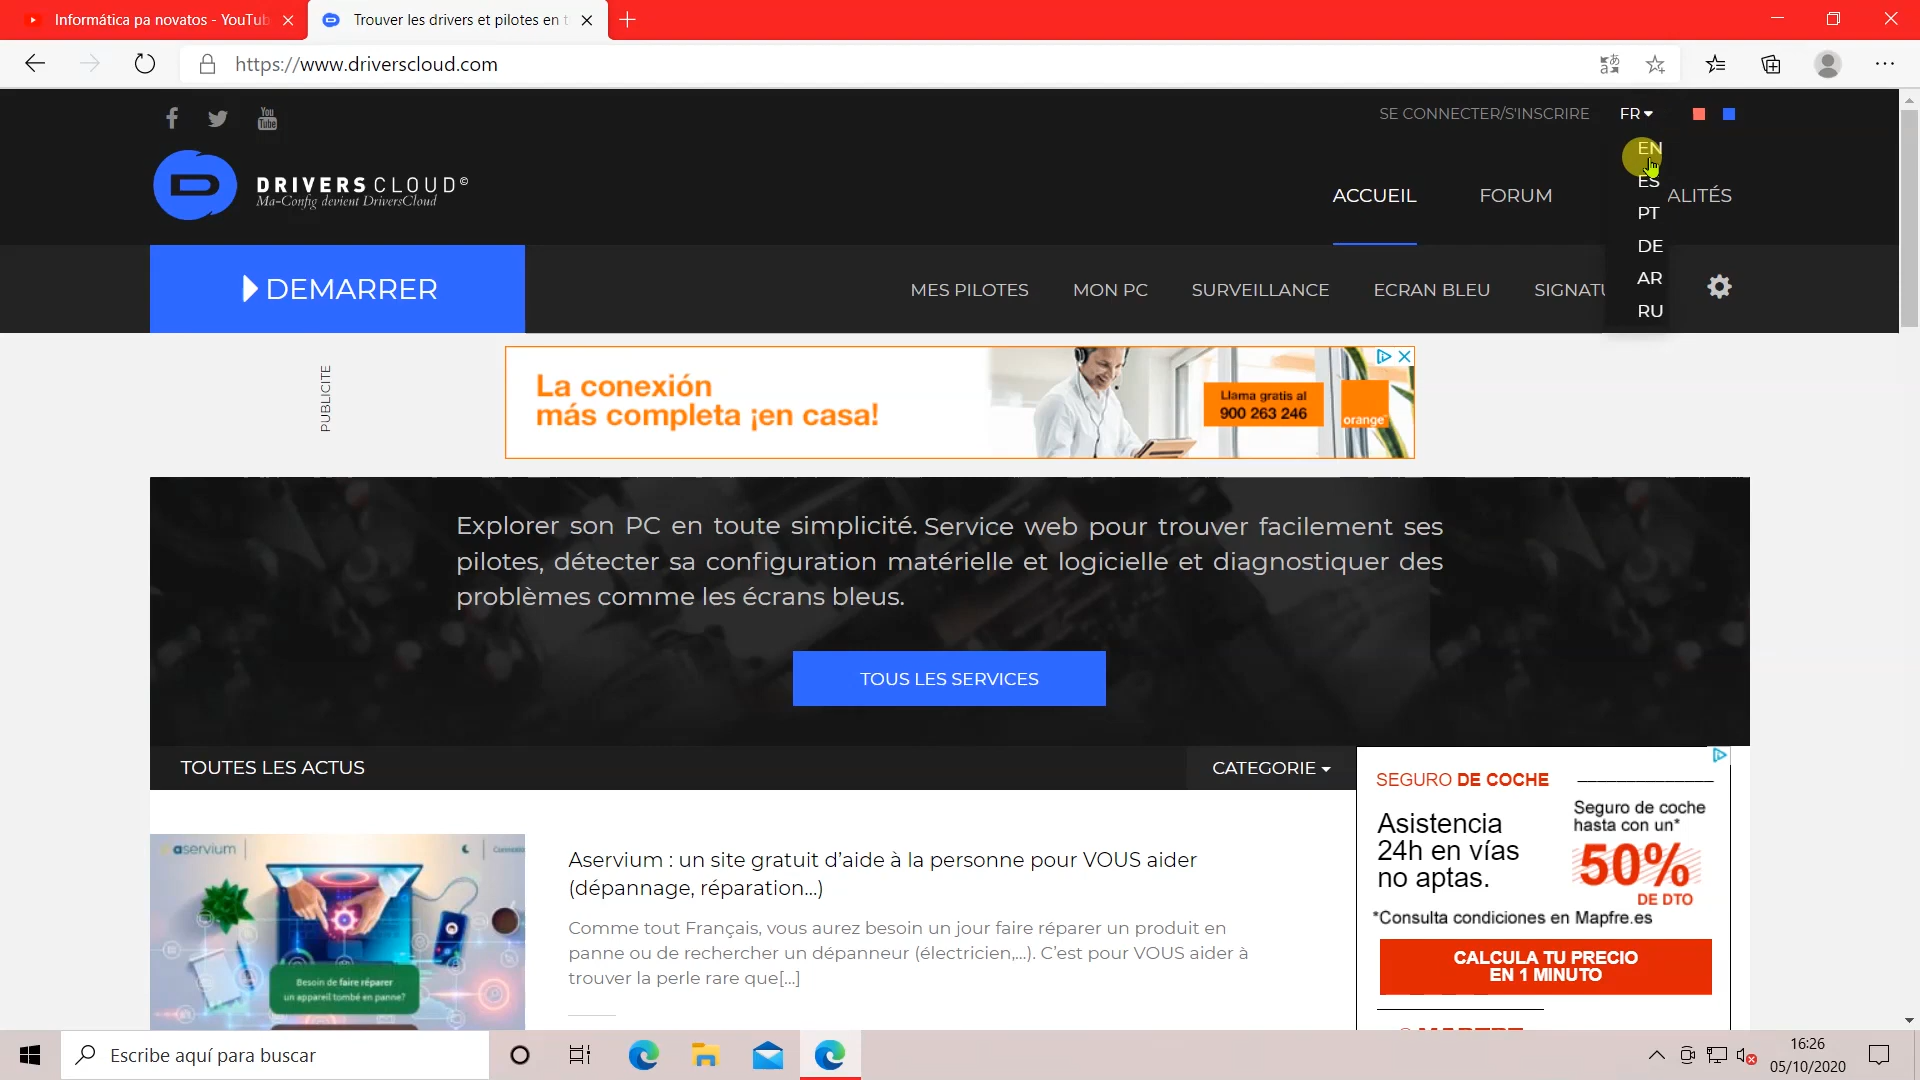 Informática pa novatos - YouTub
Trouver les drivers et pilotes en t
https://www.driverscloud.com
You
Tube
SE CONNECTER/S'INSCRIRE
FR
EN
ES
PT
DE
AR
RU
DRIVERSCLOUD©
Ma-Config devient DriversCloud
ACCUEIL
FORUM
ALITÉS
DEMARRER
MES PILOTES
MON PC
SURVEILLANCE
ECRAN BLEU
SIGNATU
PUBLICITE
La conexión
más completa ¡en casa!
Llama gratis al
900 263 246
orange
Explorer son PC en toute simplicité. Service web pour trouver facilement ses
pilotes, détecter sa configuration matérielle et logicielle et diagnostiquer des
problèmes comme les écrans bleus.
TOUS LES SERVICES
TOUTES LES ACTUS
CATEGORIE
aservium
Besoin de faire réparer
un appareil tombé en panne?
Aservium : un site gratuit d’aide à la personne pour VOUS aider
(dépannage, réparation...)
Comme tout Français, vous aurez besoin un jour faire réparer un produit en
panne ou de rechercher un dépanneur (électricien,...). C’est pour VOUS aider à
trouver la perle rare que[...]
SEGURO DE COCHE
Asistencia
24h en vías
no aptas.
Seguro de coche
hasta con un*
50%
DE DTO
*Consulta condiciones en Mapfre.es
CALCULA TU PRECIO
EN 1 MINUTO
MAPFRE
Escribe aquí para buscar
16:26
05/10/2020